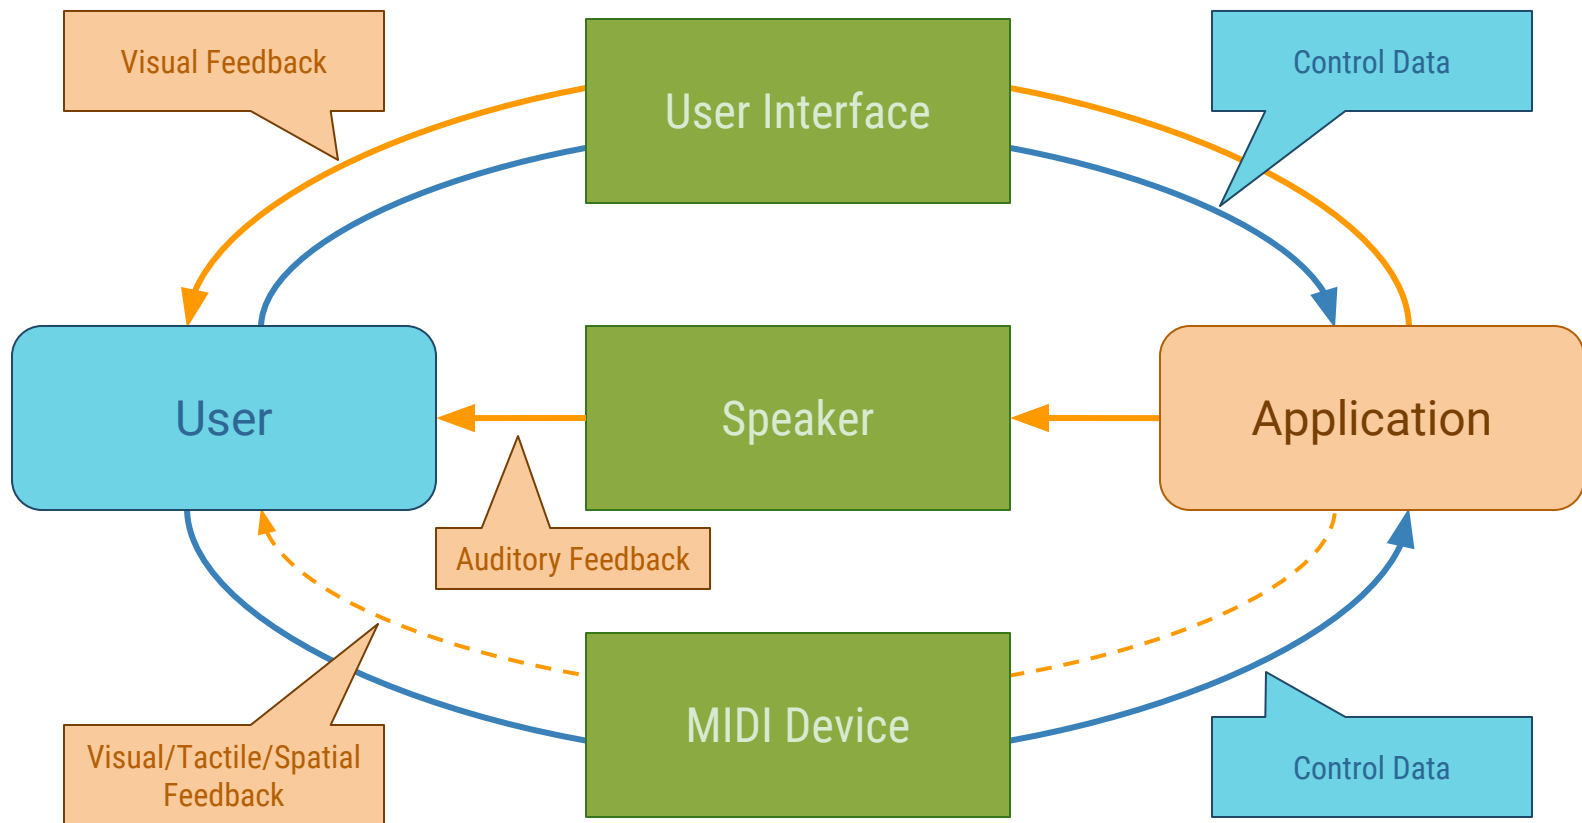 Visual Feedback
User Interface
Control Data
User
Speaker
Application
Auditory Feedback
MIDI Device
Visual/Tactile/Spatial
Feedback
Control Data